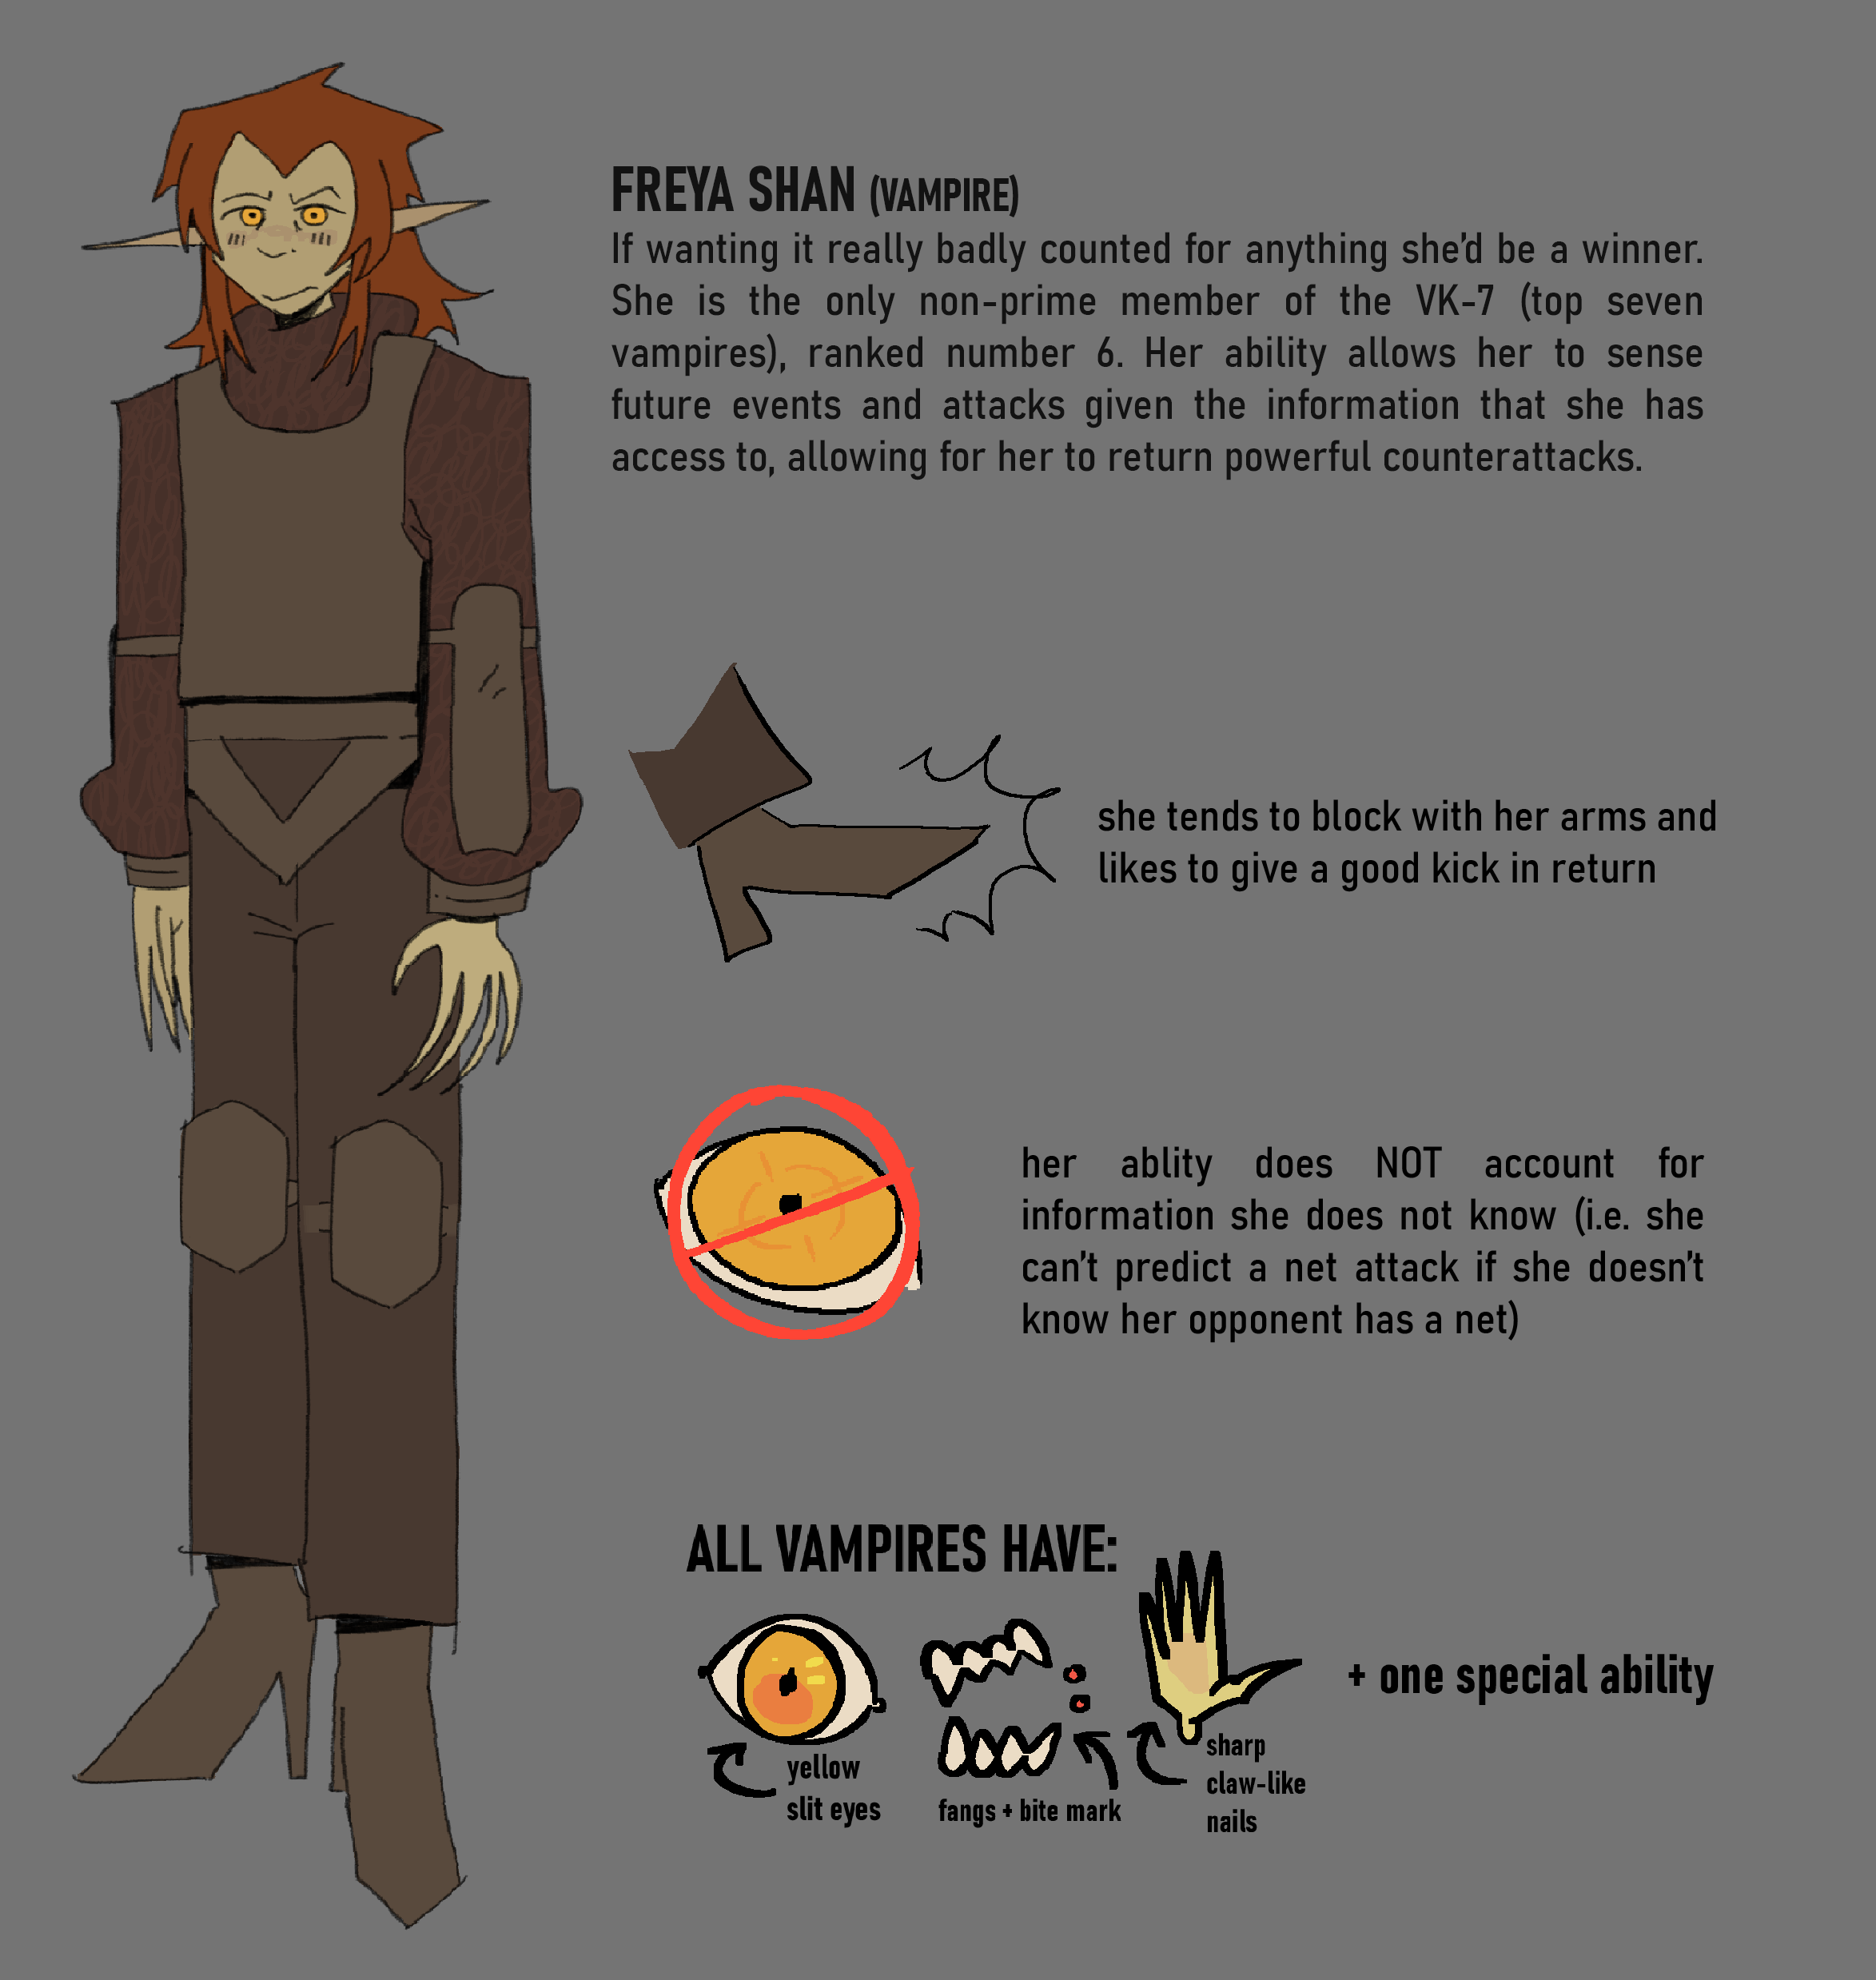 FREYA SHAN (VAMPIRE)
If wanting it really badly counted for anything she'd be a winner.
She is the only non-prime member of the VK-7 (top seven
vampires), ranked number 6. Her ability allows her to sense
future events and attacks given the information that she has
access to, allowing for her to return powerful counterattacks.
she tends to block with her arms and
likes to give a good kick in return
her ablity does NOT account for
information she does not know (i.e. she
can't predict a net attack if she doesn't
know her opponent has a net)
ALL VAMPIRES HAVE:
yellow
slit eyes
fangs + bite mark
sharp
claw-like
nails
+ one special ability